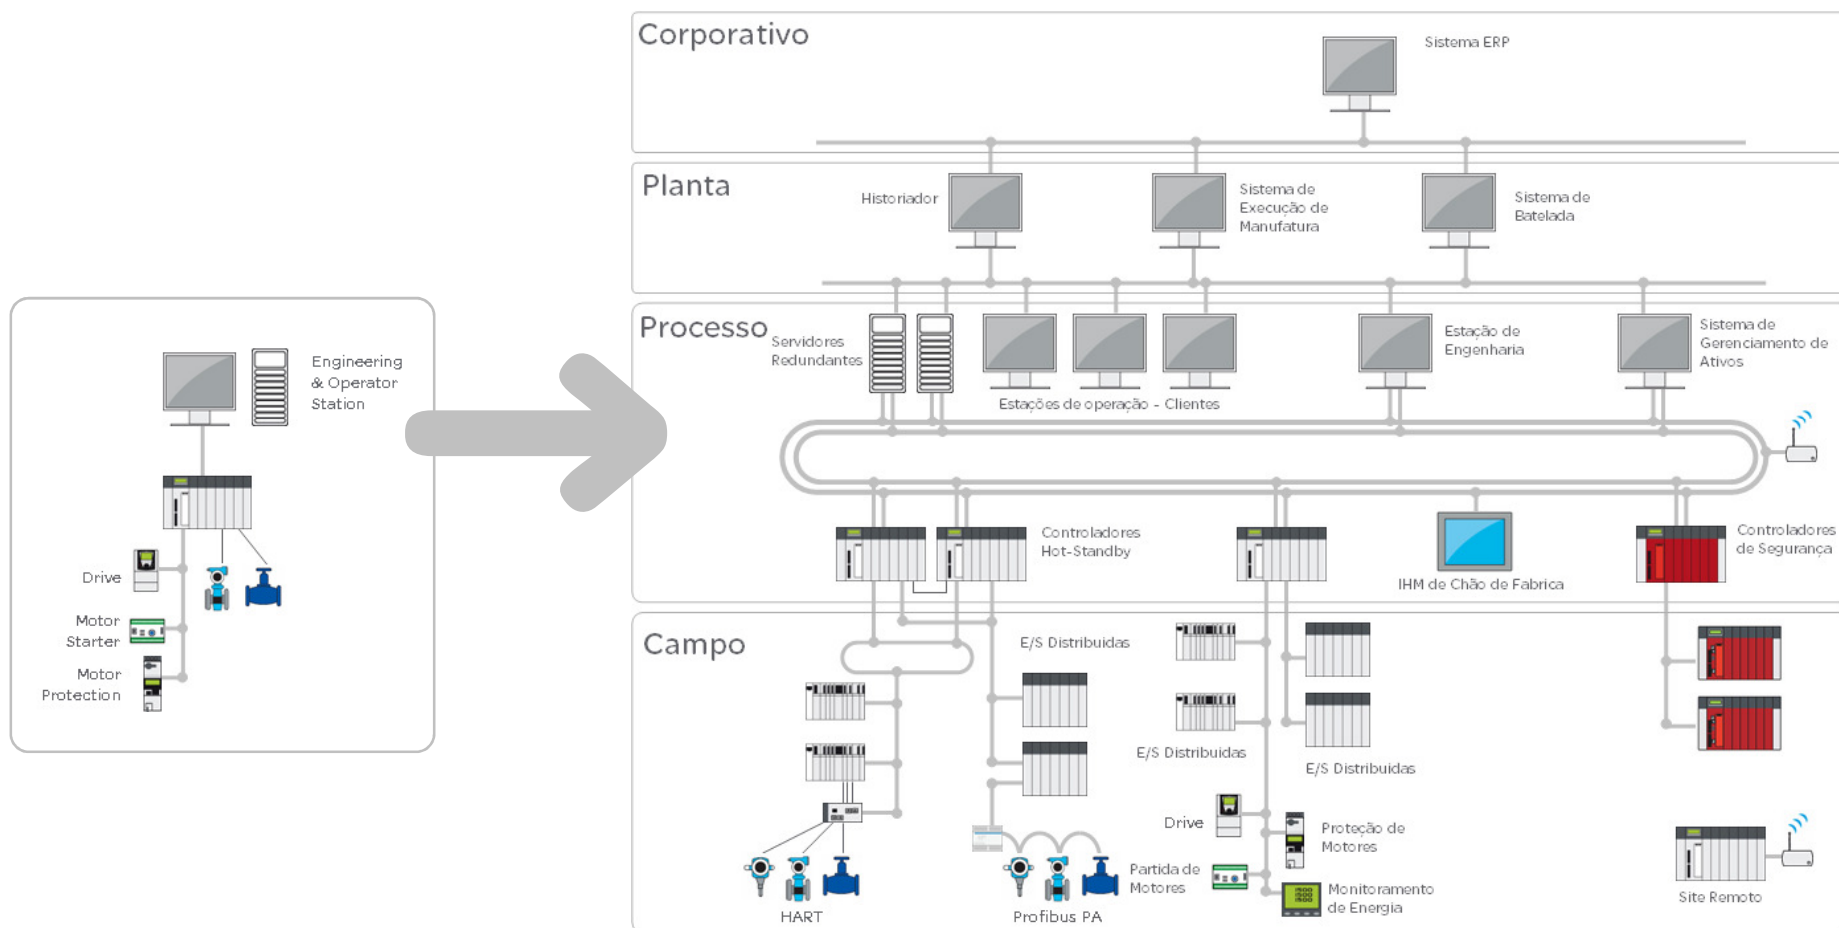 Engineering
& Operator
Station
Drive
Motor
Starter
Motor
Protection
Corporativo
Sistema ERP
Planta
Historiador
Sistema de
Execução de
Manufatura
Sistema de
Batelada
Processo
Servidores
Redundantes
Estações de operação - Clientes
Estação de
Engenharia
Sistema de
Gerenciamento de
Ativos
Controladores
Hot-Standby
IHM de Chão de Fabrica
Controladores
de Segurança
Campo
E/S Distribuidas
E/S Distribuidas
E/S Distribuidas
Drive
Proteção de
Motores
Partida de
Motores
Monitoramento
de Energia
1500
1500
1500
HART
Profibus PA
Site Remoto